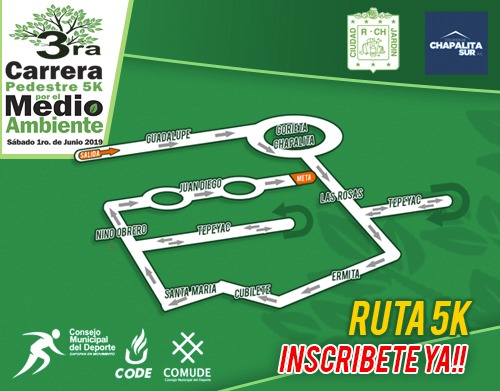 3ra
Carrera
Pedestre 5K
por el
Medio
Ambiente
Sábado 1ro. de Junio 2019
CIUDAD
R·CH
JARDIN
CHAPALITA
SUR
GUADALUPE
GLORIETA
CHAPALITA
SALIDA
JUAN DIEGO
META
LAS ROSAS
TEPEYAC
NINO OBRERO
TEPEYAC
SANTA MARIA
CUBILETE
ERMITA
RUTA 5K
INSCRIBETE YA!!
Consejo
Municipal
del Deporte
ZAPOPAN EN MOVIMIENTO
CODE
COMUDE
Consejo Municipal del Deporte